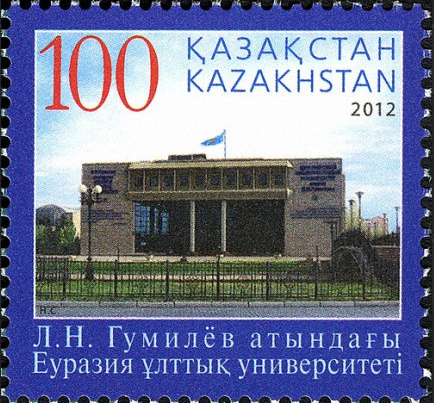 100
ҚАЗАҚСТАН
KAZAKHSTAN
2012
Н.С.
Л.Н. Гумилёв атындағы
Еуразия ұлттық университеті